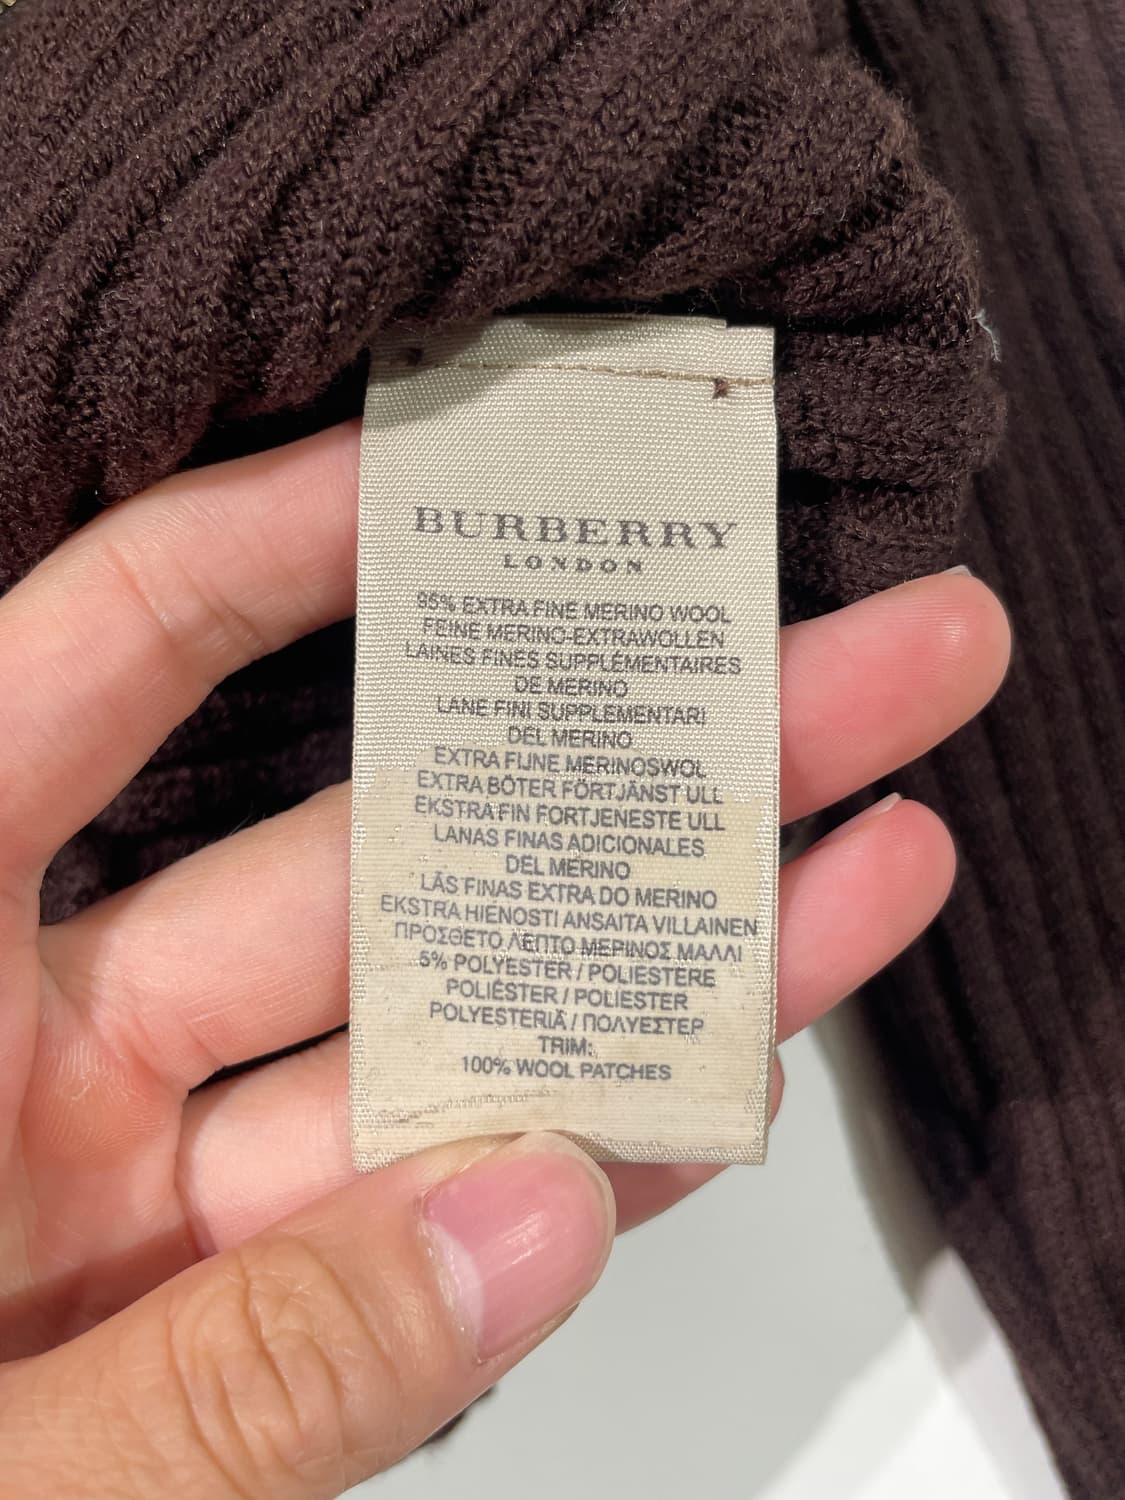 BURBERRY
LONDON
95% EXTRA FINE MERINO WOOL
FEINE MERINO-EXTRAWOLLEN
LAINES FINES SUPPLÉMENTAIRES
DE MERINO
LANE FINI SUPPLEMENTARI
DEL MERINO
EXTRA FIJNE MERINOSWOL
EXTRA BÖTER FÖRTJÄNST ULL
EKSTRA FIN FORTJENESTE ULL
LANAS FINAS ADICIONALES
DEL MERINO
LÃS FINAS EXTRA DO MERINO
EKSTRA HIENOSTI ANSAITA VILLAINEN
ΠΡΟΣΘΕΤΟ ΛΕΠΤΟ ΜΕΡΙΝΟΣ ΜΑΛΛΙ
5% POLYESTER / POLIESTERE
POLIÉSTER / POLIESTER
POLYESTERIÄ / ΠΟΛΥΕΣΤΕΡ
TRIM:
100% WOOL PATCHES